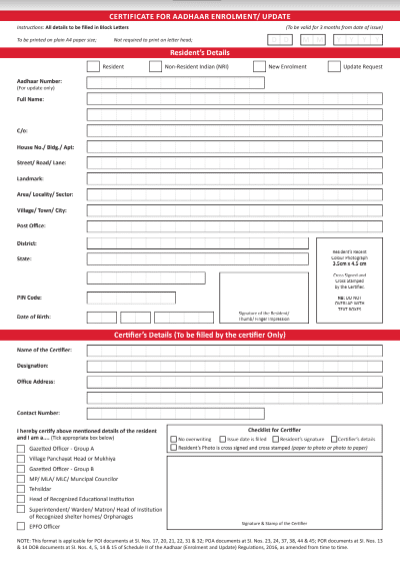 CERTIFICATE FOR AADHAAR ENROLMENT/ UPDATE
Instructions: All details to be filled in Block Letters (To be valid for 3 months from date of issue)
To be printed on plain A4 paper size; Not required to print on letter head;
Resident's Details
Resident Non-Resident Indian (NRI) New Enrolment Update Request
Aadhaar Number:
(For update only)
Full Name:
C/o:
House No./ Bldg./ Apt:
Street/ Road/ Lane:
Landmark:
Area/ Locality/ Sector:
Village/ Town/ City:
Post Office:
District:
State:
Resident's Recent
Colour Photograph
3.5cm x 4.5 cm
Cross Signed and
Cross Stamped
by the Certifier.
NB: DO NOT
OVERLAP WITH
TEXT BOXES
PIN Code:
Date of Birth:
Signature of the Resident/
Thumb/ Finger Impression
Certifier's Details (To be filled by the certifier Only)
Name of the Certifier:
Designation:
Office Address:
Contact Number:
I hereby certify above mentioned details of the resident
and I am a.... (Tick appropriate box below)
Gazetted Officer - Group A
Village Panchayat Head or Mukhiya
Gazetted Officer - Group B
MP/ MLA/ MLC/ Muncipal Councilor
Tehsildar
Head of Recognized Educational Institution
Superintendent/ Warden/ Matron/ Head of Institution
of Recognized shelter homes/ Orphanages
EPFO Officer
Checklist for Certifier
No overwriting Issue date is filled Resident's signature Certifier's details
Resident's Photo is cross signed and cross stamped (paper to photo or photo to paper)
Signature & Stamp of the Certifier
NOTE: This format is applicable for POI documents at Sl. Nos. 17, 20, 21, 22, 31 & 32; POA documents at Sl. Nos. 23, 24, 37, 38, 44 & 45; POR documents at Sl. Nos. 13
& 14 DOB documents at Sl. Nos. 4, 5, 14 & 15 of Schedule II of the Aadhaar (Enrolment and Update) Regulations, 2016, as amended from time to time.